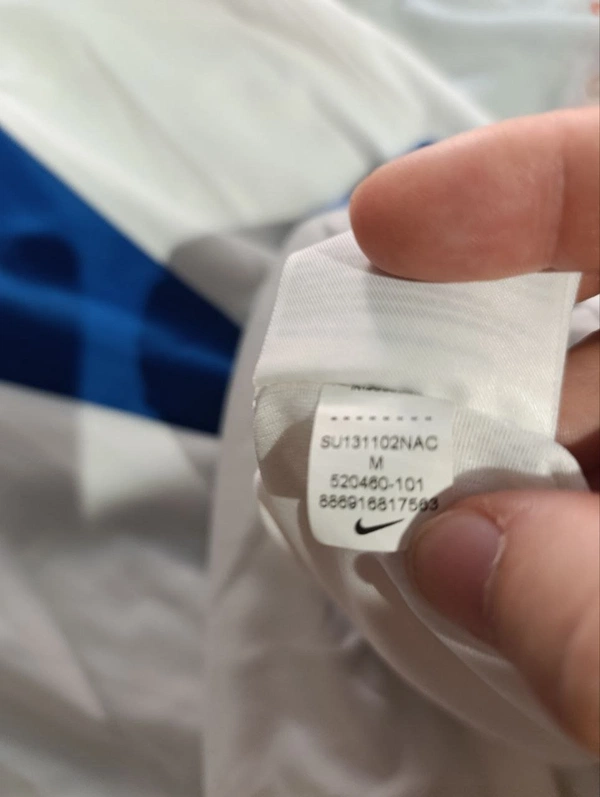 - - - - - - - -
SU131102NAC
M
520460-101
886916817563